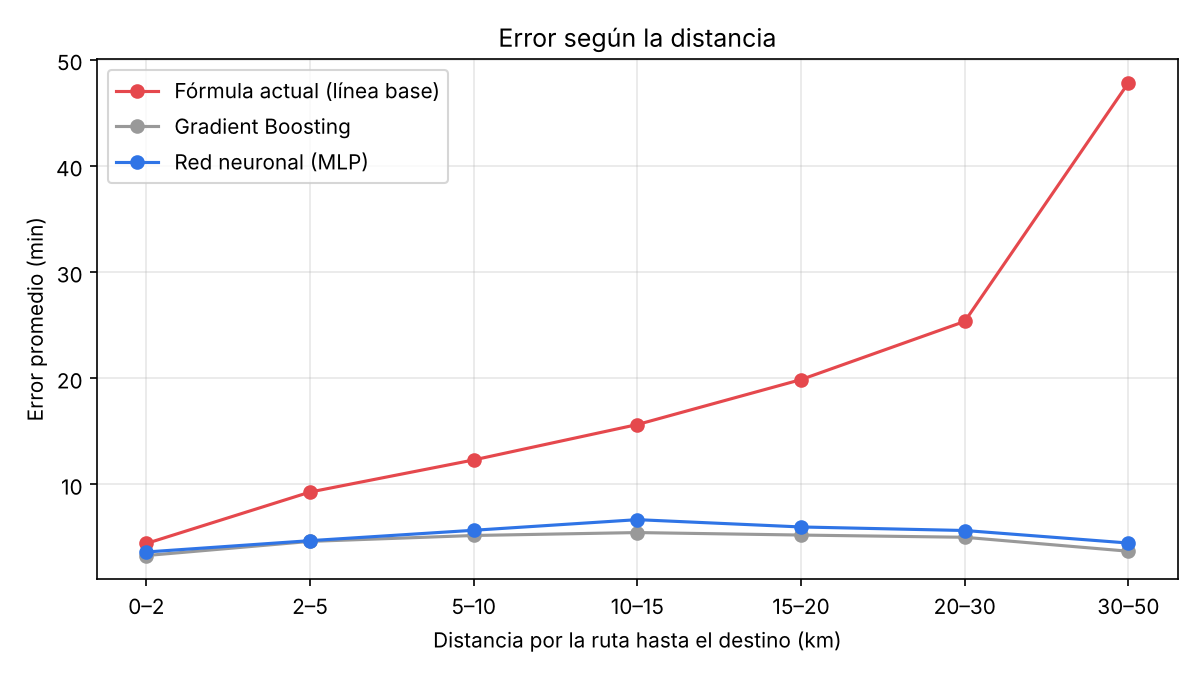 Error según la distancia
Fórmula actual (línea base)
Gradient Boosting
Red neuronal (MLP)
Error promedio (min)
50
40
30
20
10
0–2
2–5
5–10
10–15
15–20
20–30
30–50
Distancia por la ruta hasta el destino (km)